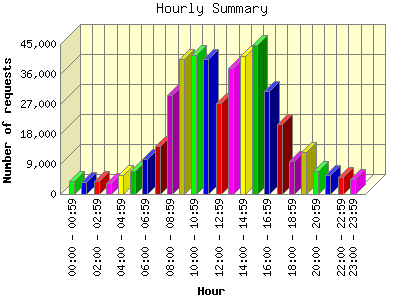 Hourly Summary
Number of requests
45,000
36,000
27,000
18,000
9,000
0
00:00 - 00:59
02:00 - 02:59
04:00 - 04:59
06:00 - 06:59
08:00 - 08:59
10:00 - 10:59
12:00 - 12:59
14:00 - 14:59
16:00 - 16:59
18:00 - 18:59
20:00 - 20:59
22:00 - 22:59
23:00 - 23:59
Hour